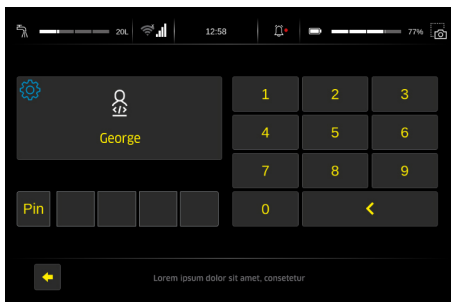 20L 12:58 77%
George
1 2 3
4 5 6
7 8 9
Pin 0
Lorem ipsum dolor sit amet, consetetur